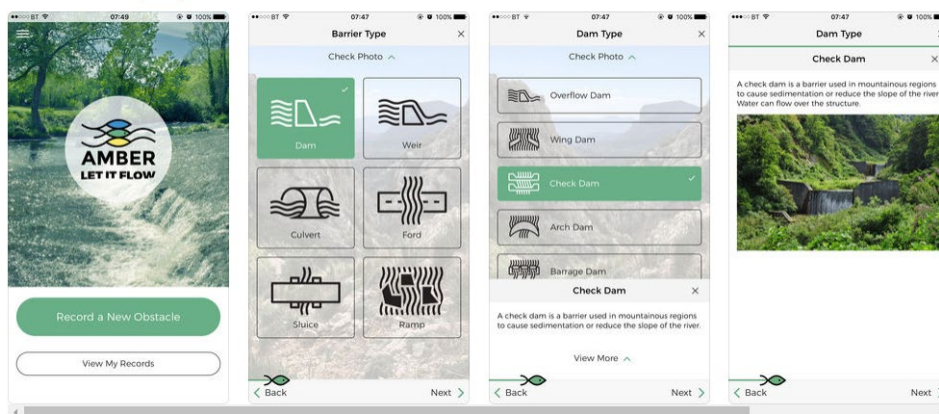 BT 07:49 100%
AMBER
LET IT FLOW
Record a New Obstacle
View My Records
BT 07:47 100%
Barrier Type ×
Check Photo
Dam
Weir
Culvert
Ford
Sluice
Ramp
Back Next
BT 07:47 100%
Dam Type ×
Check Photo
Overflow Dam
Wing Dam
Check Dam
Arch Dam
Barrage Dam
Check Dam ×
A check dam is a barrier used in mountainous regions
to cause sedimentation or reduce the slope of the river.
View More
Back Next
BT 07:47 100%
Dam Type
Check Dam ×
A check dam is a barrier used in mountainous regions
to cause sedimentation or reduce the slope of the river
Water can flow over the structure.
Back Next